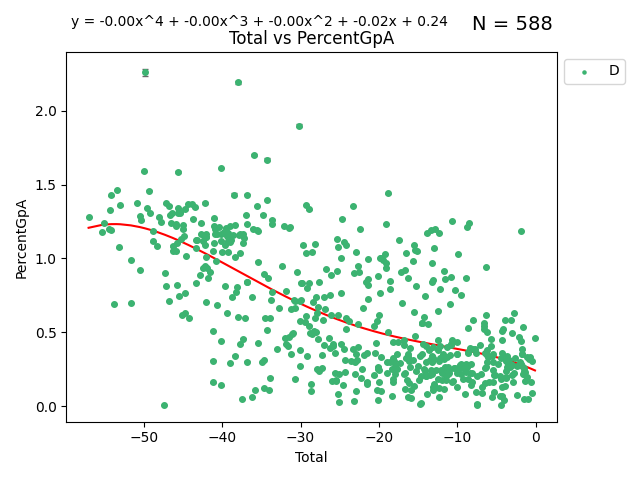 y = -0.00x^4 + -0.00x^3 + -0.00x^2 + -0.02x + 0.24
N = 588
Total vs PercentGpA
D
PercentGpA
2.0
1.5
1.0
0.5
0.0
−50
−40
−30
−20
−10
0
Total